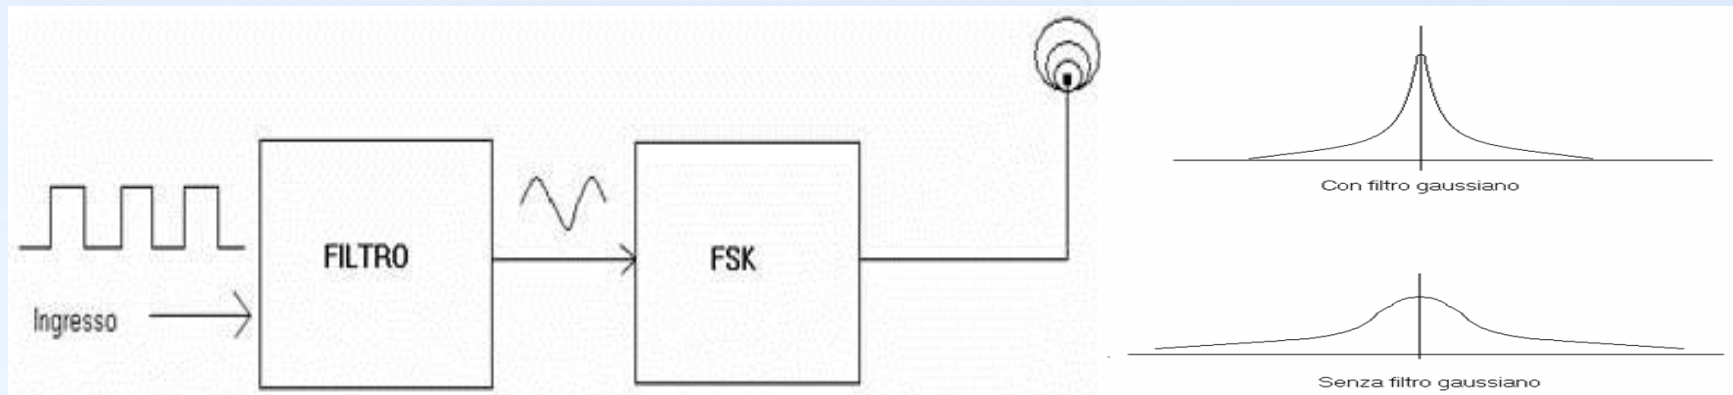 FILTRO
FSK
Ingresso
Con filtro gaussiano
Senza filtro gaussiano